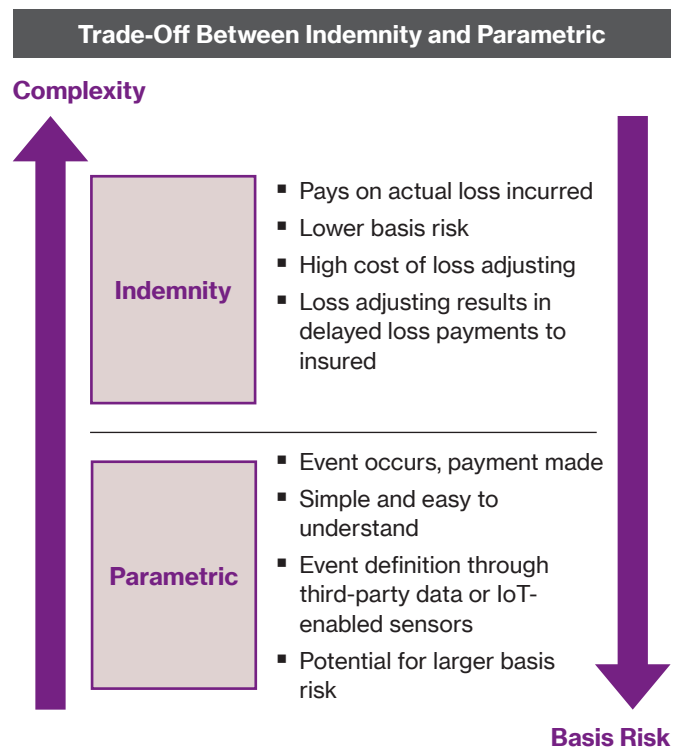 Trade-Off Between Indemnity and Parametric
Complexity
Indemnity
▪ Pays on actual loss incurred
▪ Lower basis risk
▪ High cost of loss adjusting
▪ Loss adjusting results in
delayed loss payments to
insured
Parametric
▪ Event occurs, payment made
▪ Simple and easy to
understand
▪ Event definition through
third-party data or IoT-
enabled sensors
▪ Potential for larger basis
risk
Basis Risk